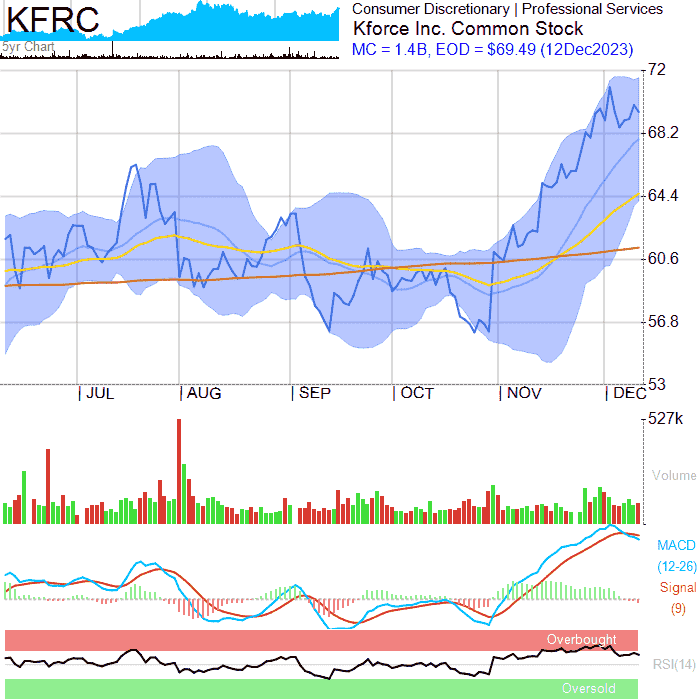 KFRC
5yr Chart
Consumer Discretionary | Professional Services
Kforce Inc. Common Stock
MC = 1.4B, EOD = $69.49 (12Dec2023)
72
68.2
64.4
60.6
56.8
53
JUL AUG SEP OCT NOV DEC
527k
Volume
MACD
(12-26)
Signal
(9)
Overbought
RSI(14)
Oversold